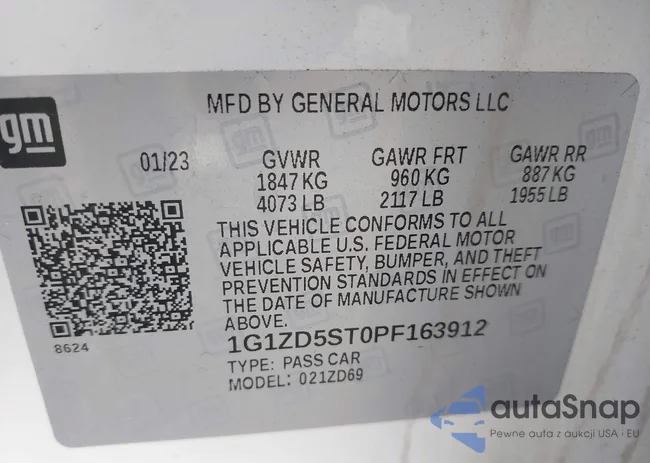 MFD BY GENERAL MOTORS LLC
gm
01/23 GVWR GAWR FRT GAWR RR
1847 KG 960 KG 887 KG
4073 LB 2117 LB 1955 LB
THIS VEHICLE CONFORMS TO ALL
APPLICABLE U.S. FEDERAL MOTOR
VEHICLE SAFETY, BUMPER, AND THEFT
PREVENTION STANDARDS IN EFFECT ON
THE DATE OF MANUFACTURE SHOWN
ABOVE.
8624
1G1ZD5ST0PF163912
TYPE: PASS CAR
MODEL: 021ZD69
autaSnap
Pewne auta z aukcji USA i EU